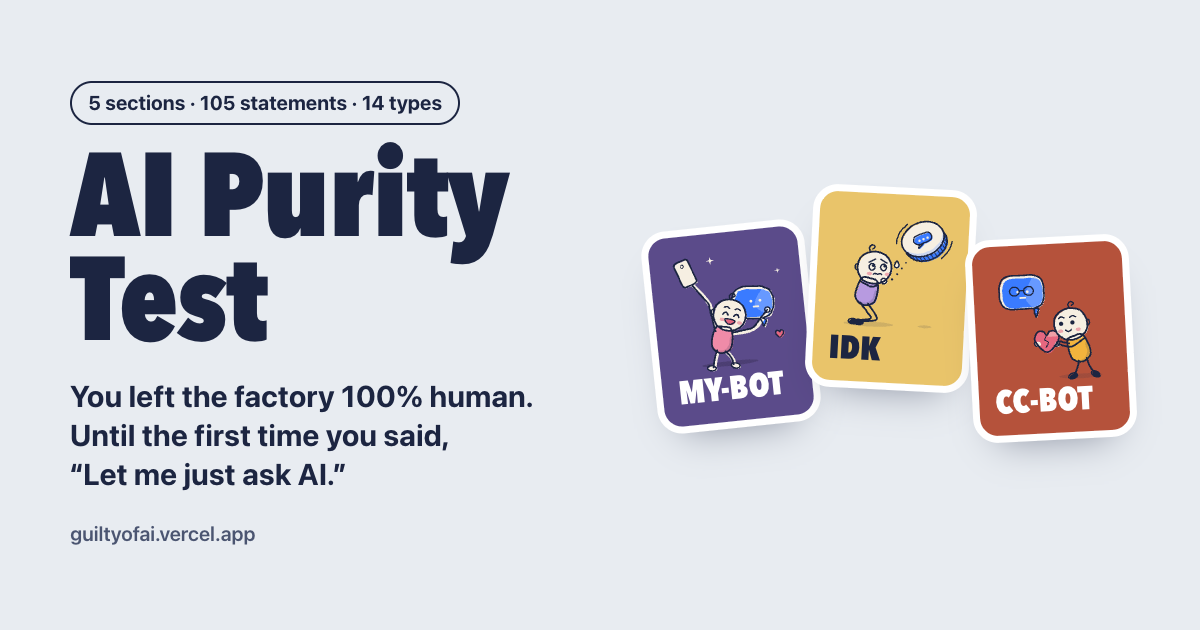 5 sections · 105 statements · 14 types
AI Purity
Test
You left the factory 100% human.
Until the first time you said,
“Let me just ask AI.”
guiltyofai.vercel.app
MY-BOT
IDK
CC-BOT